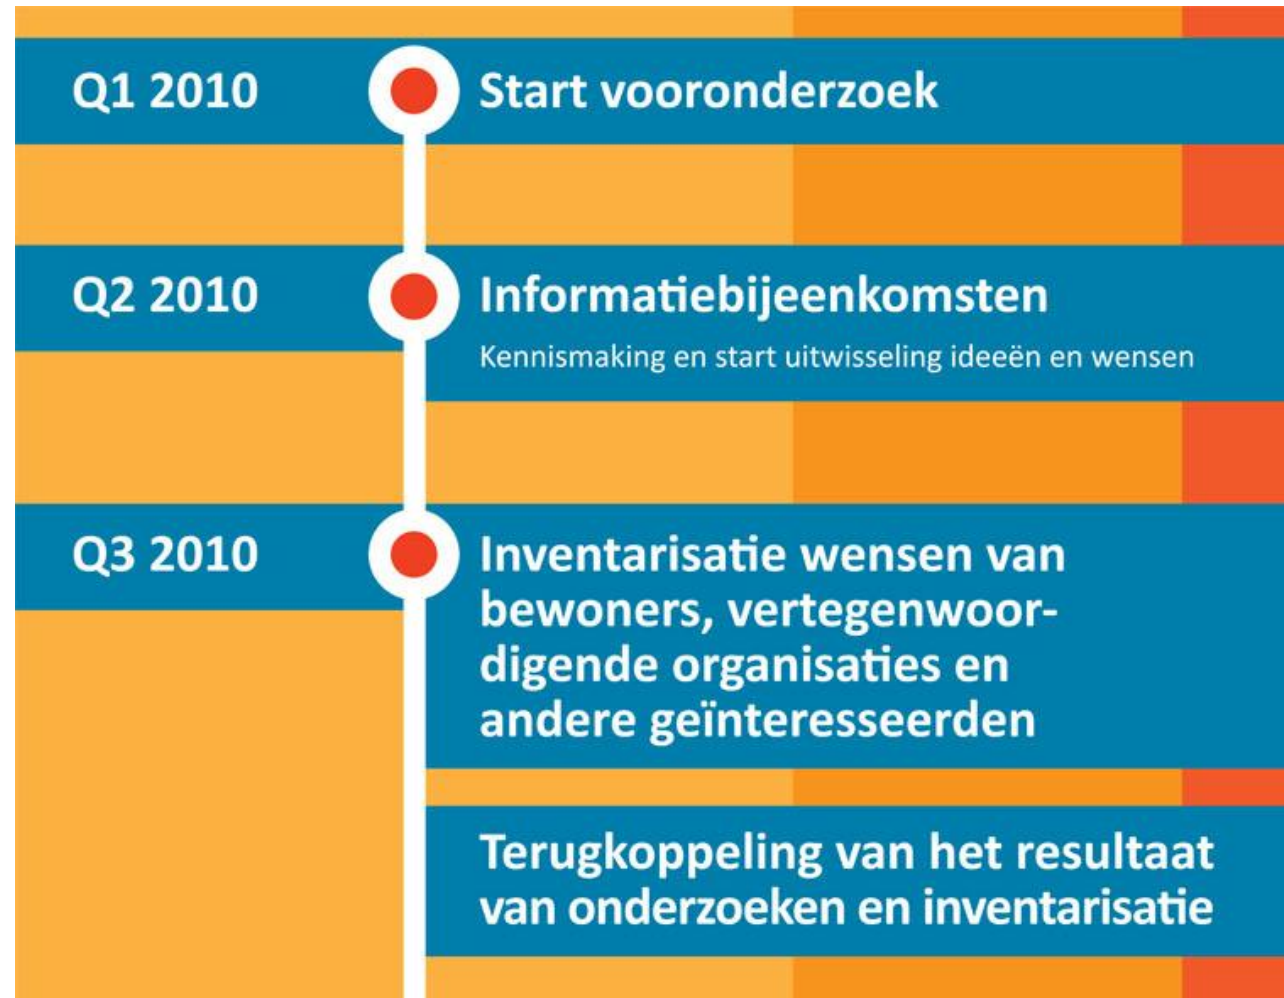 Q1 2010
Start vooronderzoek
Q2 2010
Informatiebijeenkomsten
Kennismaking en start uitwisseling ideeën en wensen
Q3 2010
Inventarisatie wensen van
bewoners, vertegenwoor-
digende organisaties en
andere geïnteresseerden
Terugkoppeling van het resultaat
van onderzoeken en inventarisatie